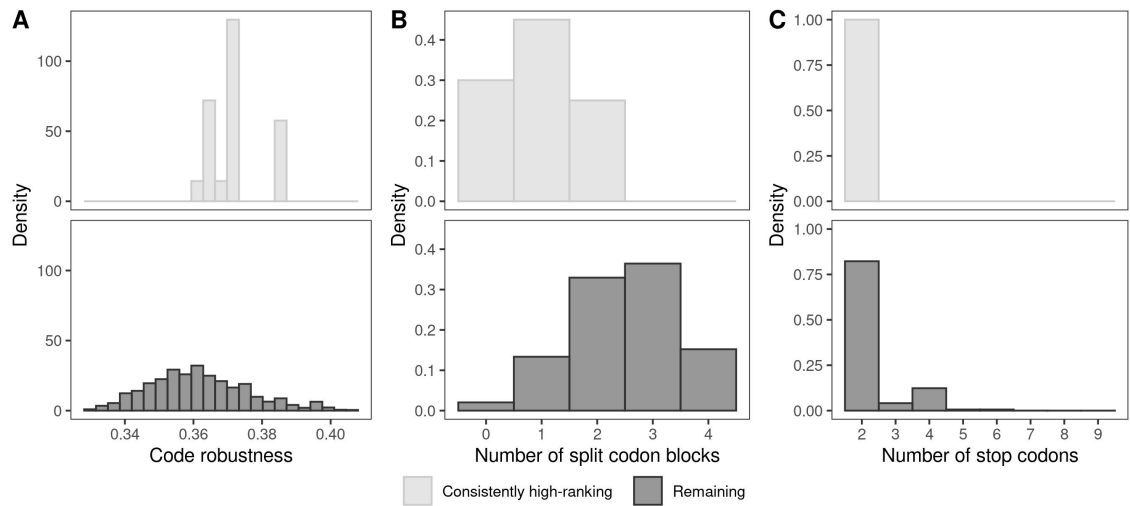 A
B
C
Density
100
50
0
Density
0.4
0.3
0.2
0.1
0.0
Density
1.00
0.75
0.50
0.25
0.00
100
50
0
0.4
0.3
0.2
0.1
0.0
1.00
0.75
0.50
0.25
0.00
0.34 0.36 0.38 0.40
0 1 2 3 4
2 3 4 5 6 7 8 9
Code robustness
Number of split codon blocks
Number of stop codons
Consistently high-ranking
Remaining